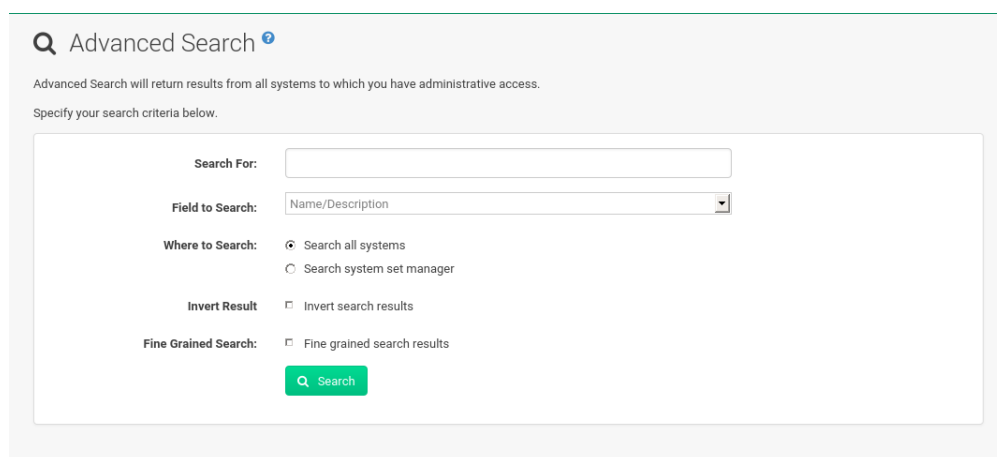 Advanced Search ?
Advanced Search will return results from all systems to which you have administrative access.
Specify your search criteria below.
Search For:
Field to Search: Name/Description
Where to Search: Search all systems
Search system set manager
Invert Result Invert search results
Fine Grained Search: Fine grained search results
Search